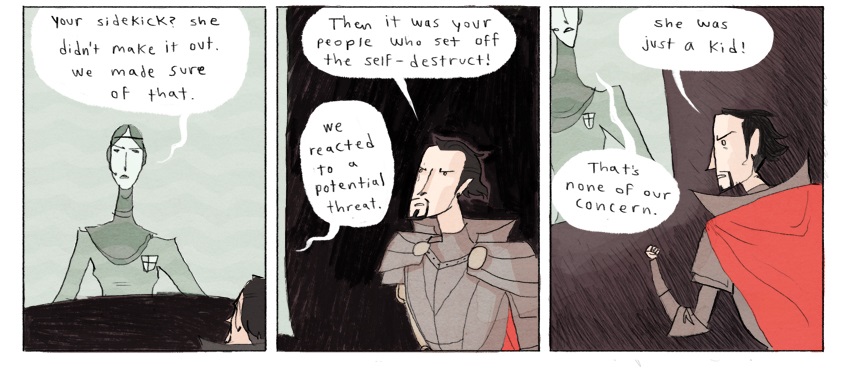 your sidekick? she
didn't make it out.
we made sure
of that.
Then it was your
people who set off
the self-destruct!
we
reacted
to a
potential
threat.
she was
just a kid!
That's
none of our
concern.